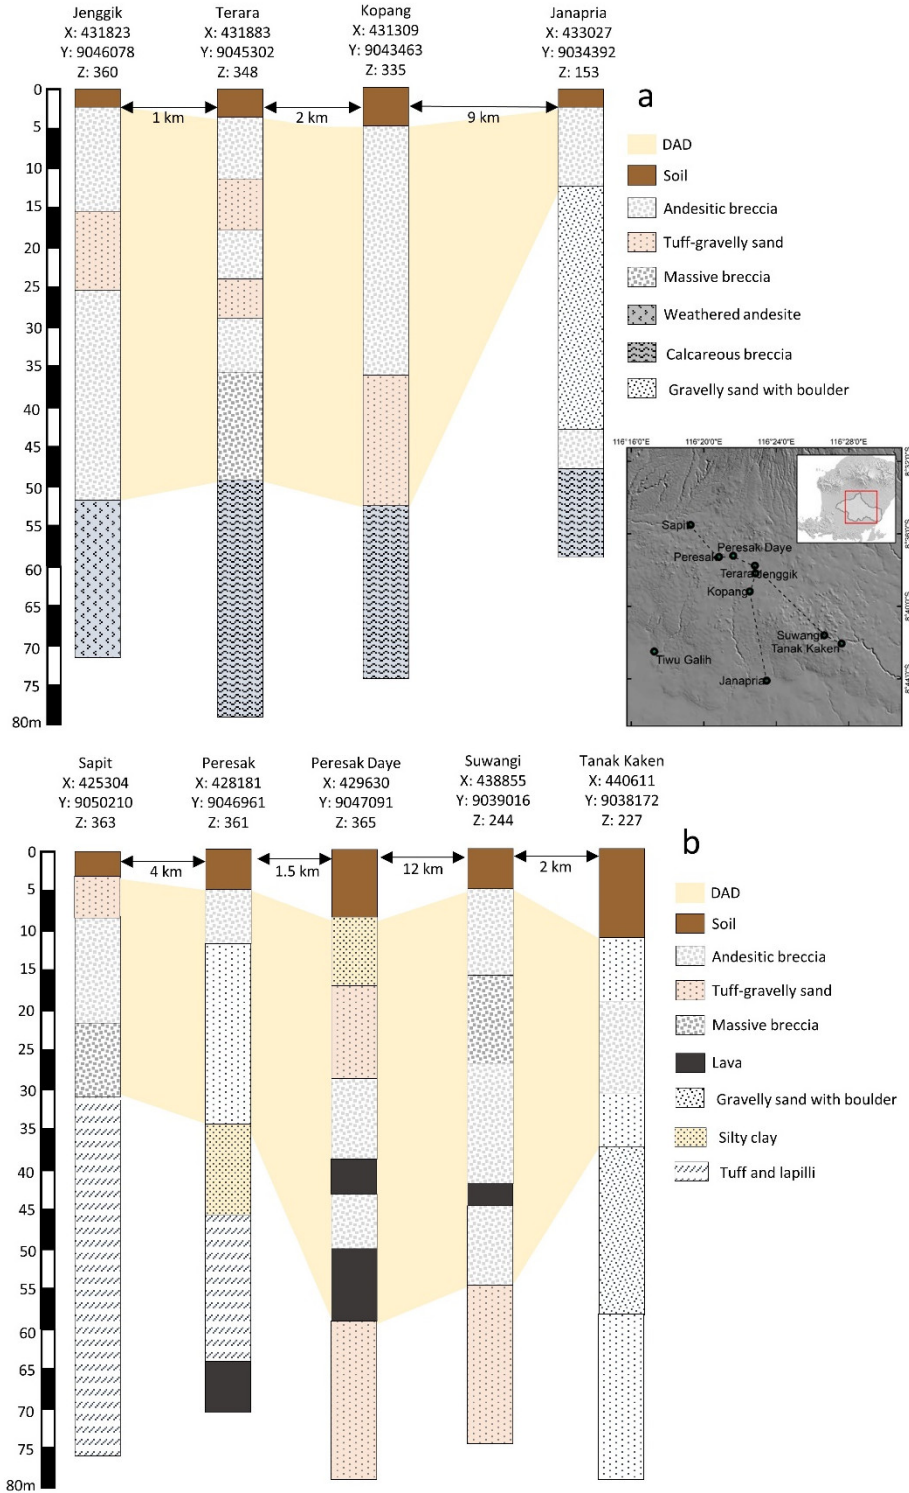 Jenggik
X: 431823
Y: 9046078
Z: 360
Terara
X: 431883
Y: 9045302
Z: 348
Kopang
X: 431309
Y: 9043463
Z: 335
Janapria
X: 433027
Y: 9034392
Z: 153
0
5
10
15
20
25
30
35
40
45
50
55
60
65
70
75
80m
1 km
2 km
9 km
a
DAD
Soil
Andesitic breccia
Tuff-gravelly sand
Massive breccia
Weathered andesite
Calcareous breccia
Gravelly sand with boulder
116°16'0"E
116°20'0"E
116°24'0"E
116°28'0"E
8°40'0"S
8°44'0"S
Sapit
Peresak
Peresak Daye
Terara
Jenggik
Kopang
Suwangi
Tanak Kaken
Tiwu Galih
Janapria
Sapit
X: 425304
Y: 9050210
Z: 363
Peresak
X: 428181
Y: 9046961
Z: 361
Peresak Daye
X: 429630
Y: 9047091
Z: 365
Suwangi
X: 438855
Y: 9039016
Z: 244
Tanak Kaken
X: 440611
Y: 9038172
Z: 227
0
5
10
15
20
25
30
35
40
45
50
55
60
65
70
75
80m
4 km
1.5 km
12 km
2 km
b
DAD
Soil
Andesitic breccia
Tuff-gravelly sand
Massive breccia
Lava
Gravelly sand with boulder
Silty clay
Tuff and lapilli